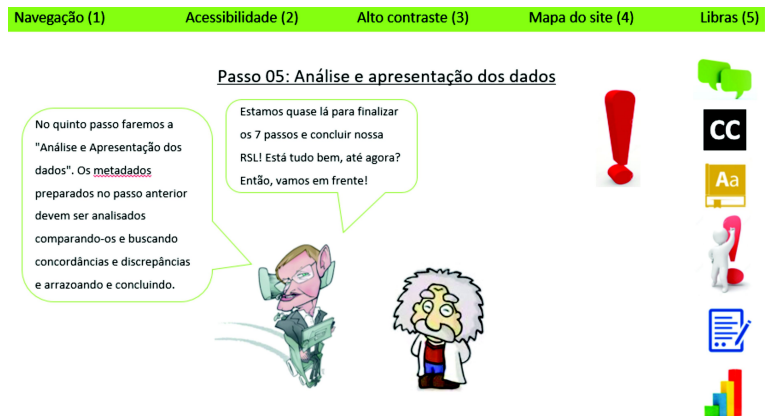 Navegação (1) Acessibilidade (2) Alto contraste (3) Mapa do site (4) Libras (5)
Passo 05: Análise e apresentação dos dados
No quinto passo faremos a
"Análise e Apresentação dos
dados". Os metadados
preparados no passo anterior
devem ser analisados
comparando-os e buscando
concordâncias e discrepâncias
e arrazoando e concluindo.
Estamos quase lá para finalizar
os 7 passos e concluir nossa
RSL! Está tudo bem, até agora?
Então, vamos em frente!
CC
Aa